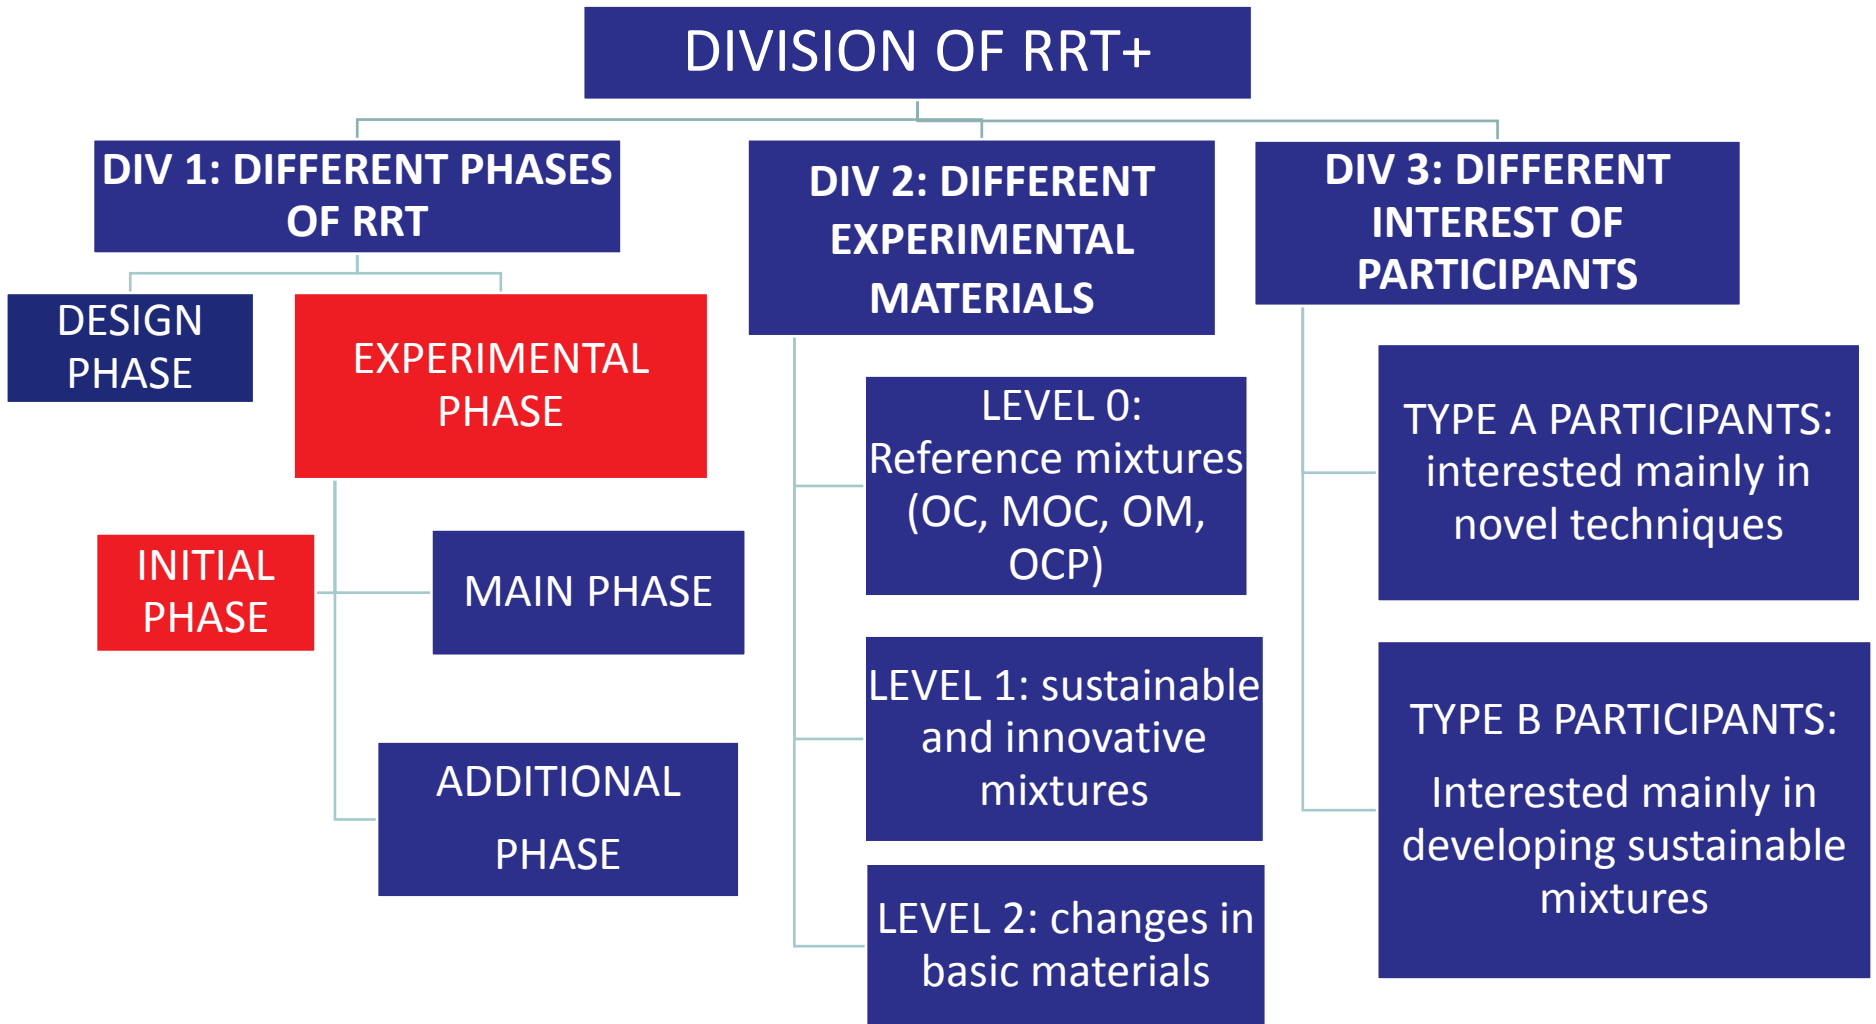 DIVISION OF RRT+
DIV 1: DIFFERENT PHASES
OF RRT
DESIGN
PHASE
EXPERIMENTAL
PHASE
INITIAL
PHASE
MAIN PHASE
ADDITIONAL
PHASE
DIV 2: DIFFERENT
EXPERIMENTAL
MATERIALS
LEVEL 0:
Reference mixtures
(OC, MOC, OM,
OCP)
LEVEL 1: sustainable
and innovative
mixtures
LEVEL 2: changes in
basic materials
DIV 3: DIFFERENT
INTEREST OF
PARTICIPANTS
TYPE A PARTICIPANTS:
interested mainly in
novel techniques
TYPE B PARTICIPANTS:
Interested mainly in
developing sustainable
mixtures